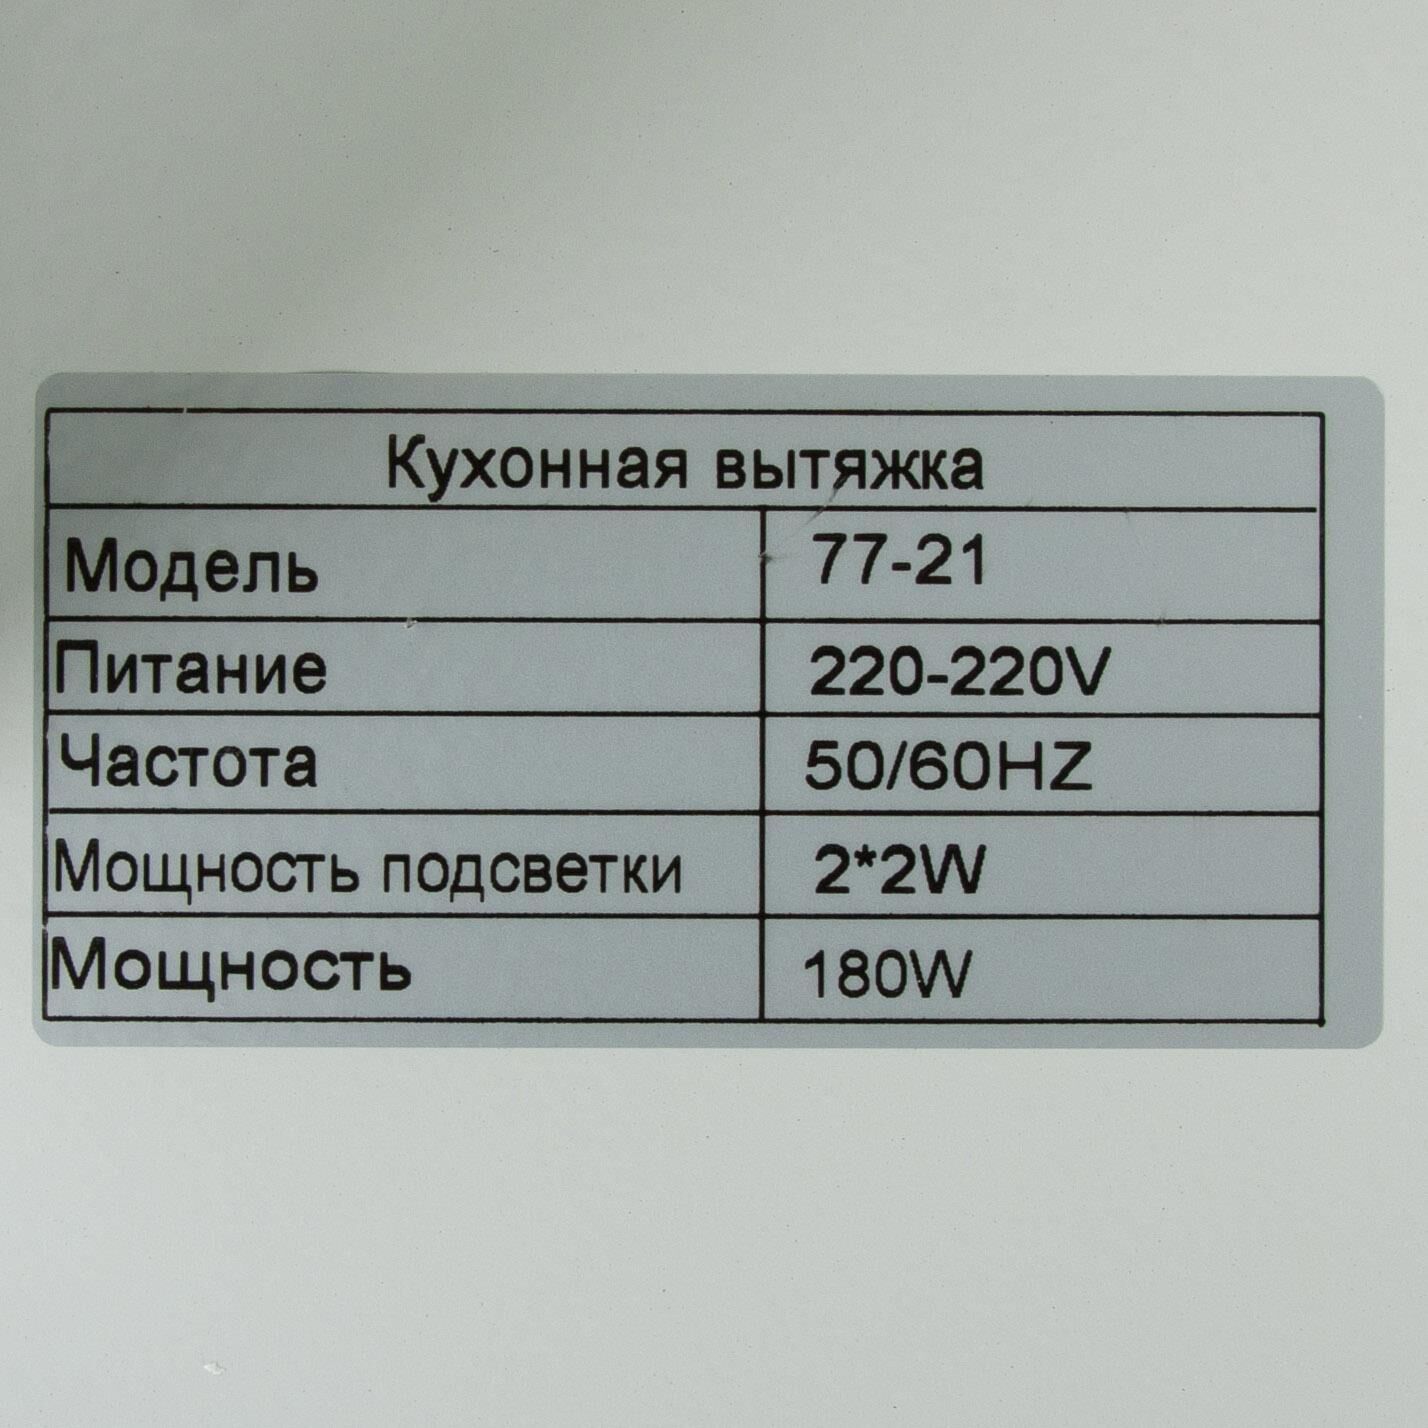 Кухонная вытяжка
Модель 77-21
Питание 220-220V
Частота 50/60HZ
Мощность подсветки 2*2W
Мощность 180W